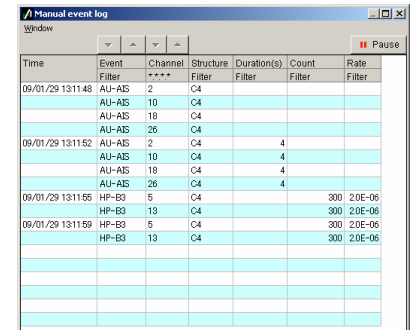 Manual event log
Window
Pause
Time Event Channel Structure Duration(s) Count Rate
Filter *.*.*.* Filter Filter Filter Filter
09/01/29 13:11:48 AU-AIS 2 C4
AU-AIS 10 C4
AU-AIS 18 C4
AU-AIS 26 C4
09/01/29 13:11:52 AU-AIS 2 C4 4
AU-AIS 10 C4 4
AU-AIS 18 C4 4
AU-AIS 26 C4 4
09/01/29 13:11:55 HP-B3 5 C4 300 2.0E-06
HP-B3 13 C4 300 2.0E-06
09/01/29 13:11:59 HP-B3 5 C4 300 2.0E-06
HP-B3 13 C4 300 2.0E-06